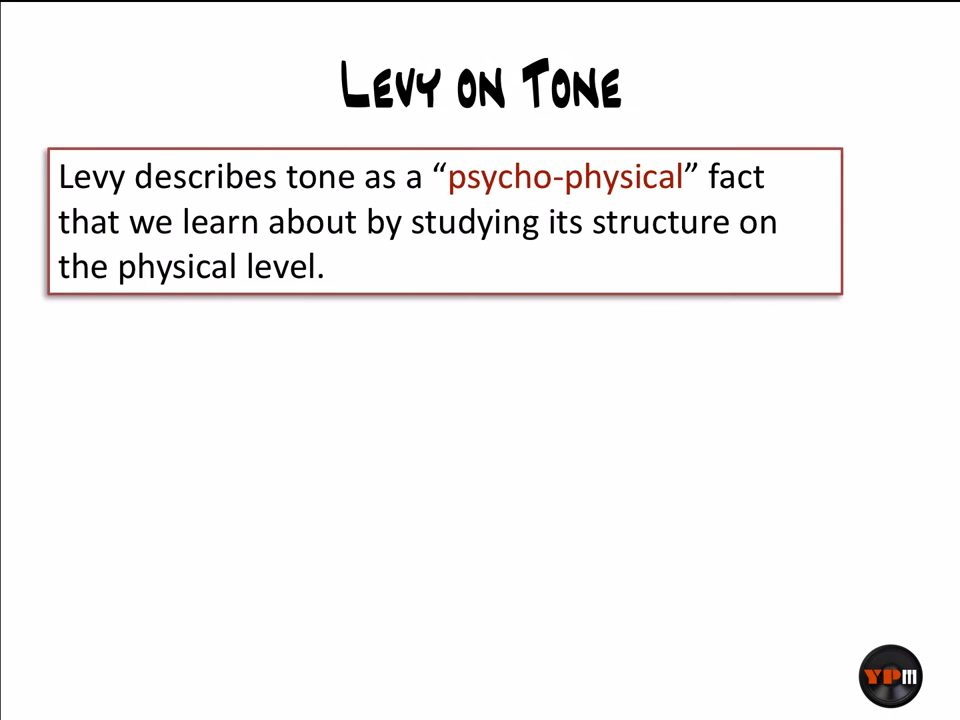 Levy on Tone
Levy describes tone as a “psycho-physical” fact
that we learn about by studying its structure on
the physical level.
YPM